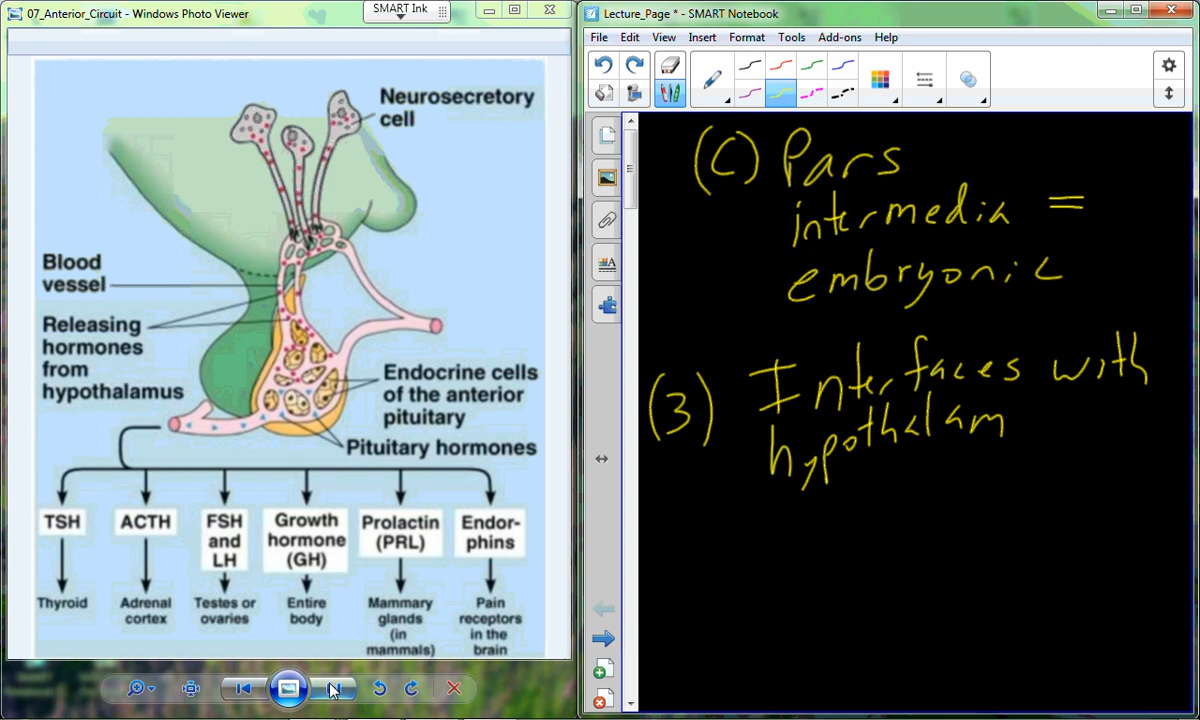 07_Anterior_Circuit - Windows Photo Viewer
SMART Ink
Neurosecretory
cell
Blood
vessel
Releasing
hormones
from
hypothalamus
Endocrine cells
of the anterior
pituitary
Pituitary hormones
TSH
ACTH
FSH
and
LH
Growth
hormone
(GH)
Prolactin
(PRL)
Endor-
phins
Thyroid
Adrenal
cortex
Testes or
ovaries
Entire
body
Mammary
glands
(in
mammals)
Pain
receptors
in the
brain
Lecture_Page * - SMART Notebook
File Edit View Insert Format Tools Add-ons Help
(C) Pars
intermedia =
embryonic
(3) Interfaces with
hypothalam